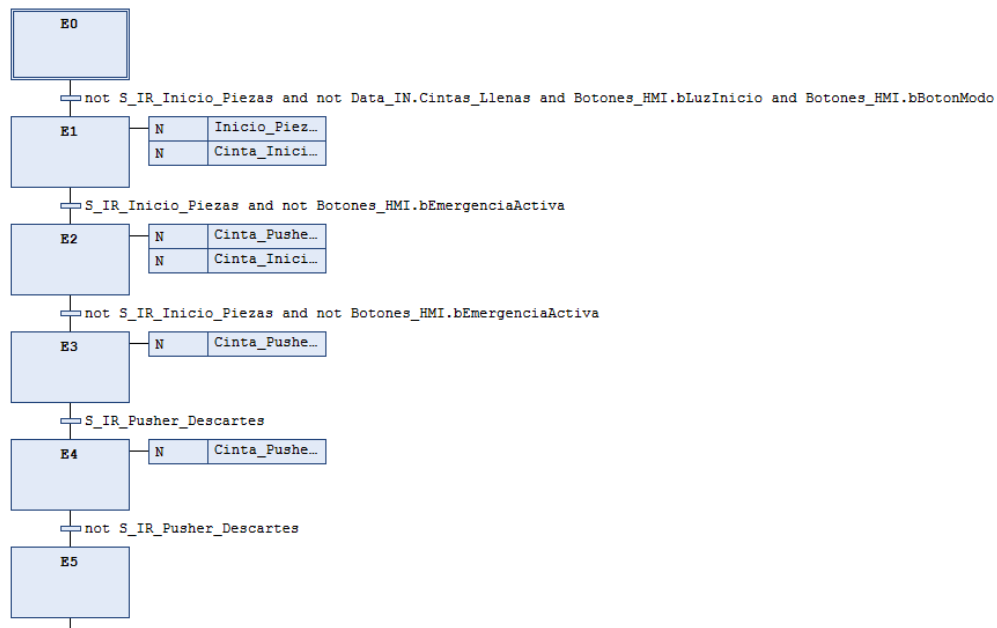 E0
not S_IR_Inicio_Piezas and not Data_IN.Cintas_Llenas and Botones_HMI.bLuzInicio and Botones_HMI.bBotonModo
E1
N Inicio_Piez...
N Cinta_Inici...
S_IR_Inicio_Piezas and not Botones_HMI.bEmergenciaActiva
E2
N Cinta_Pushe...
N Cinta_Inici...
not S_IR_Inicio_Piezas and not Botones_HMI.bEmergenciaActiva
E3
N Cinta_Pushe...
S_IR_Pusher_Descartes
E4
N Cinta_Pushe...
not S_IR_Pusher_Descartes
E5